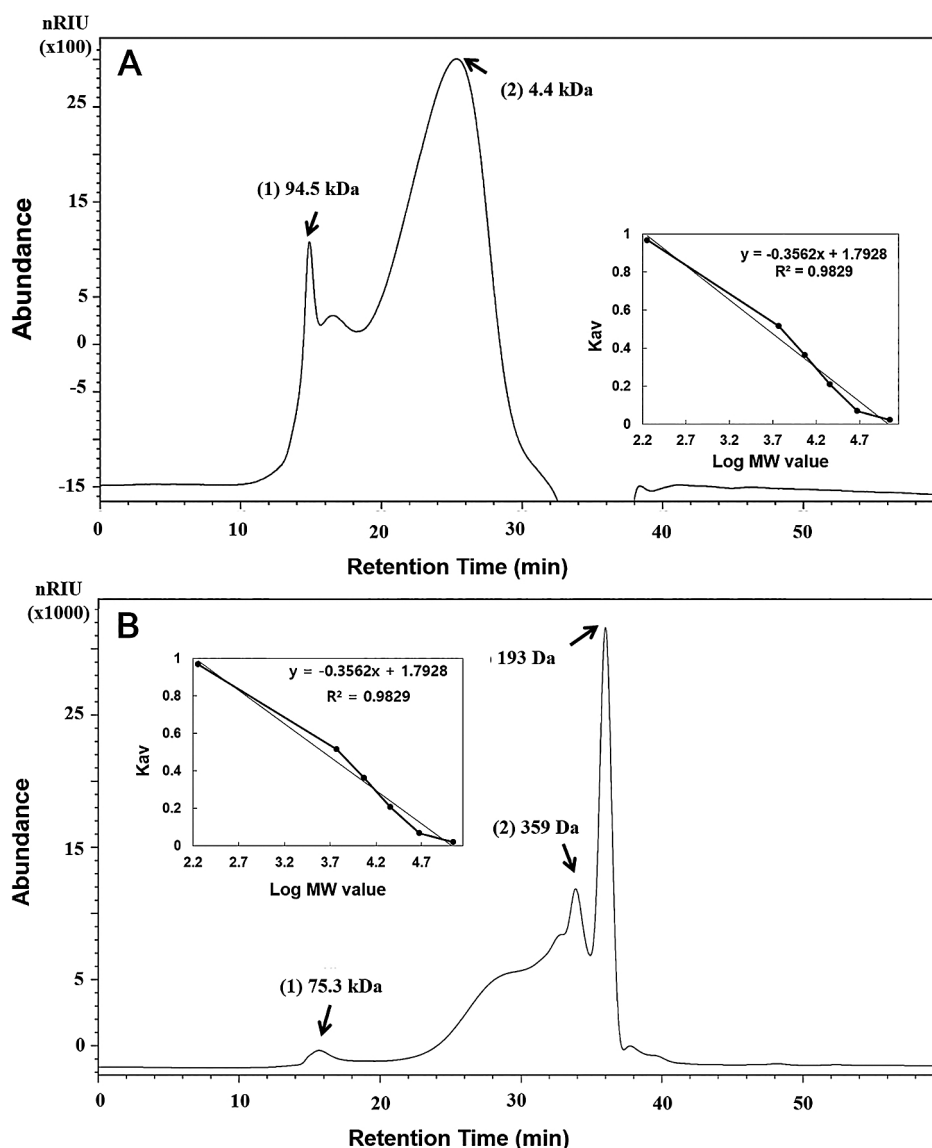 nRIU
(x100)
A
(2) 4.4 kDa
25
(1) 94.5 kDa
15
Abundance
5
0
-5
-15
1
0.8
0.6
0.4
0.2
0
Kav
y = -0.3562x + 1.7928
R² = 0.9829
2.2 2.7 3.2 3.7 4.2 4.7
Log MW value
0 10 20 30 40 50
Retention Time (min)
nRIU
(x1000)
B
) 193 Da
1
0.8
0.6
0.4
0.2
0
Kav
y = -0.3562x + 1.7928
R² = 0.9829
2.2 2.7 3.2 3.7 4.2 4.7
Log MW value
25
(2) 359 Da
15
Abundance
(1) 75.3 kDa
5
0
0 10 20 30 40 50
Retention Time (min)